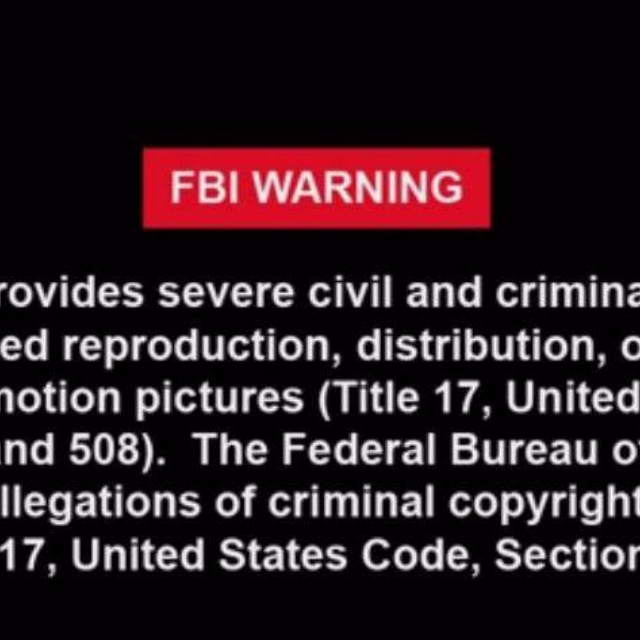 FBI WARNING
rovides severe civil and crimina
ed reproduction, distribution, o
motion pictures (Title 17, United
nd 508). The Federal Bureau o
llegations of criminal copyright
17, United States Code, Section